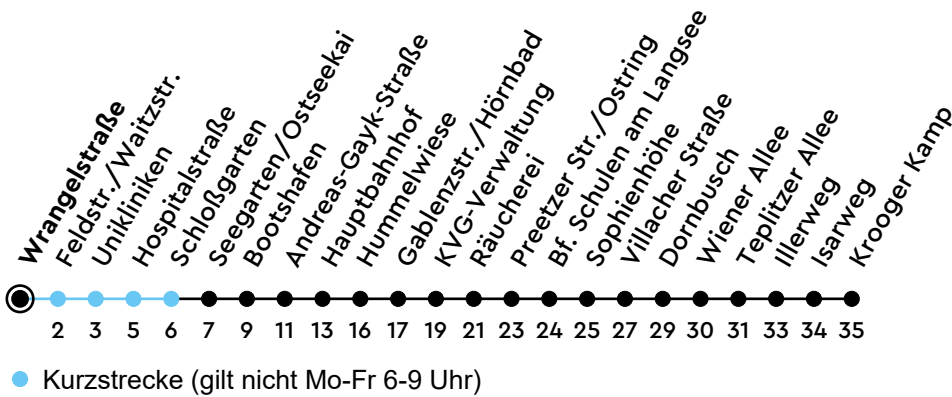 Wrangelstraße
Feldstr./Waitzstr.
Unikliniken
Hospitalstraße
Schloßgarten
Seegarten/Ostseekai
Bootshafen
Andreas-Gayk-Straße
Hauptbahnhof
Hummelwiese
Gablenzstr./Hörnbad
KVG-Verwaltung
Räucherei
Preetzer Str./Ostring
Bf. Schulen am Langsee
Sophienhöhe
Villacher Straße
Dornbusch
Wiener Allee
Teplitzer Allee
Illerweg
Isarweg
Krooger Kamp
2 3 5 6 7 9 11 13 16 17 19 21 23 24 25 27 29 30 31 33 34 35
Kurzstrecke (gilt nicht Mo-Fr 6-9 Uhr)